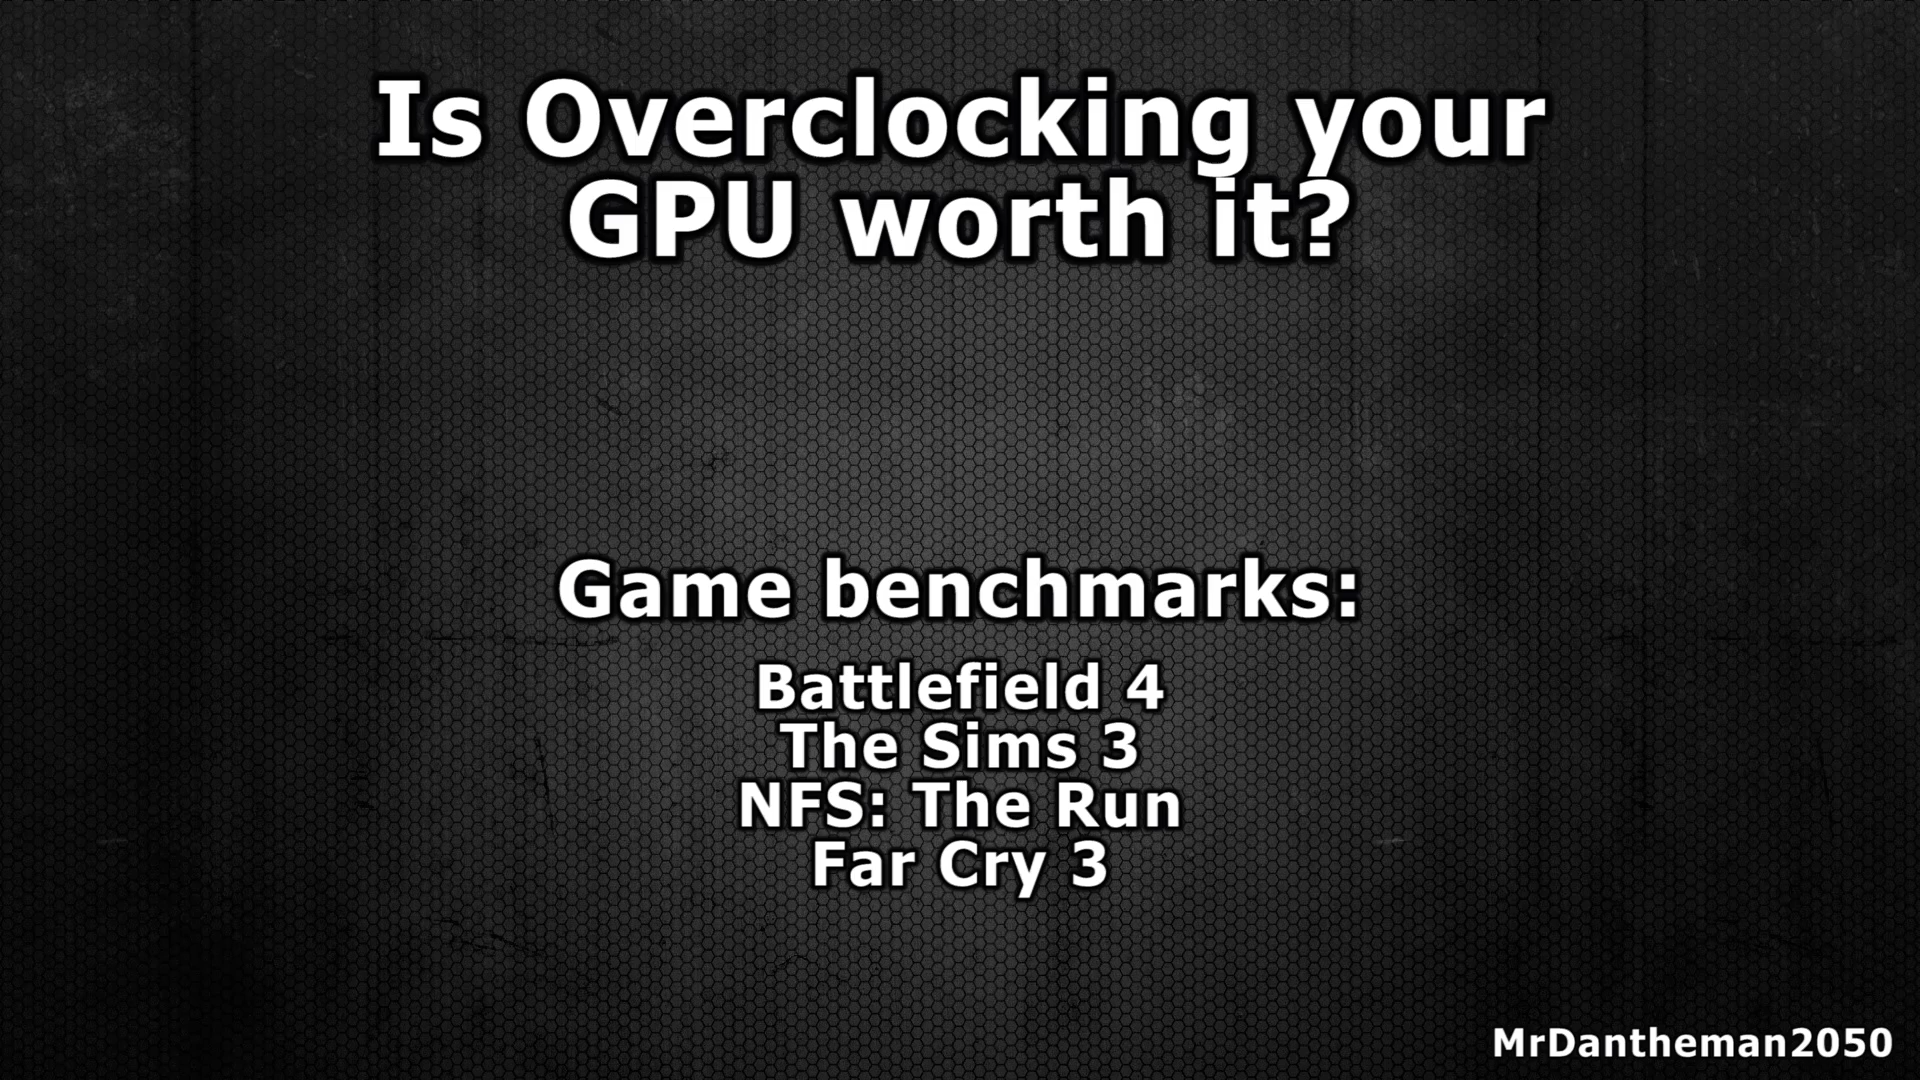 Is Overclocking your
GPU worth it?
Game benchmarks:
Battlefield 4
The Sims 3
NFS: The Run
Far Cry 3
MrDantheman2050